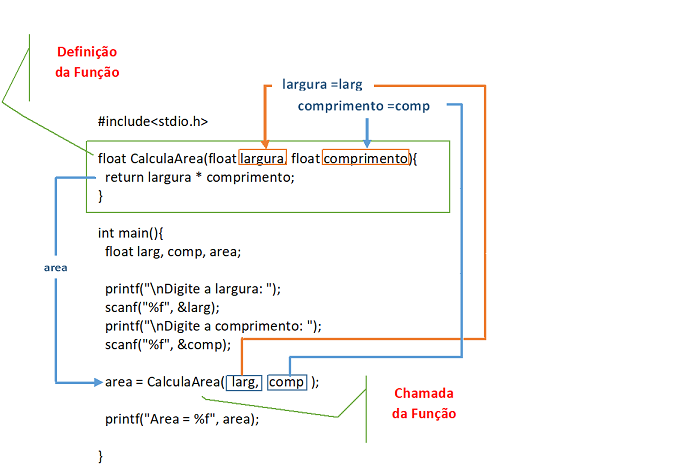 Definição
da Função
largura =larg
comprimento =comp
#include<stdio.h>
float CalculaArea(float largura, float comprimento){
return largura * comprimento;
}
int main(){
float larg, comp, area;
area
printf("\nDigite a largura: ");
scanf("%f", &larg);
printf("\nDigite a comprimento: ");
scanf("%f", &comp);
area = CalculaArea( larg, comp );
Chamada
da Função
printf("Area = %f", area);
}